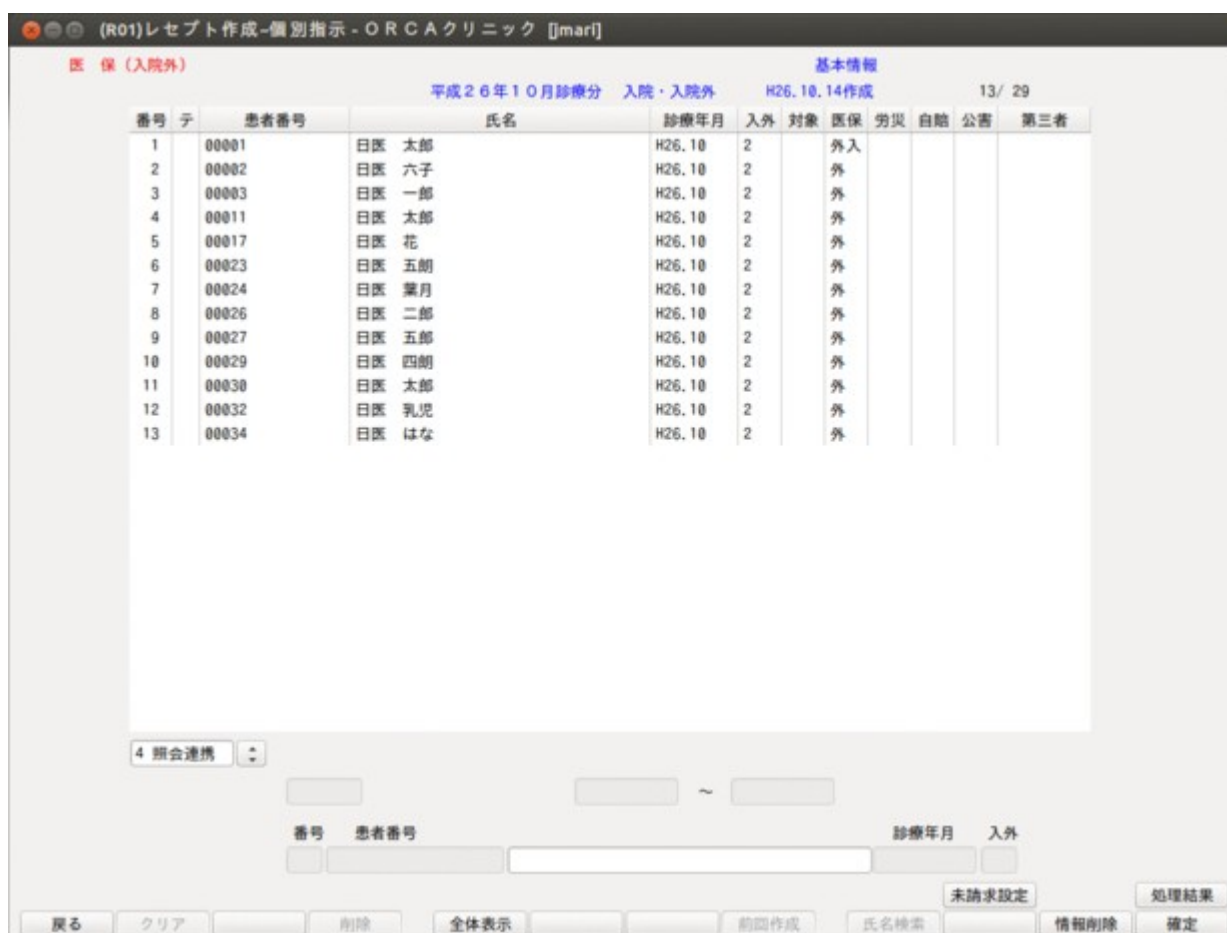 (R01)レセプト作成-個別指示 - ＯＲＣＡクリニック [jmari]
医　保（入院外）
基本情報
平成２６年１０月診療分　入院・入院外　H26.10.14作成　13/ 29
番号 テ 患者番号 氏名 診療年月 入外 対象 医保 労災 自賠 公害 第三者
1 00001 日医　太郎 H26.10 2 外入
2 00002 日医　六子 H26.10 2 外
3 00003 日医　一郎 H26.10 2 外
4 00011 日医　太郎 H26.10 2 外
5 00017 日医　花 H26.10 2 外
6 00023 日医　五朗 H26.10 2 外
7 00024 日医　葉月 H26.10 2 外
8 00026 日医　二郎 H26.10 2 外
9 00027 日医　五郎 H26.10 2 外
10 00029 日医　四朗 H26.10 2 外
11 00030 日医　太郎 H26.10 2 外
12 00032 日医　乳児 H26.10 2 外
13 00034 日医　はな H26.10 2 外
4 照会連携
～
番号 患者番号 診療年月 入外
未請求設定 処理結果
戻る クリア 削除 全体表示 前回作成 氏名検索 情報削除 確定